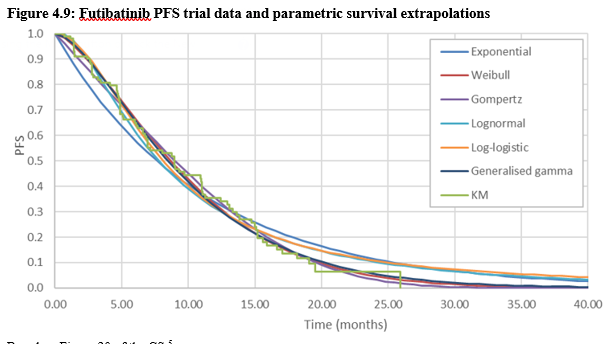 Figure 4.9: Futibatinib PFS trial data and parametric survival extrapolations
1.0
0.9
0.8
0.7
0.6
0.5
0.4
0.3
0.2
0.1
0.0
PFS
Exponential
Weibull
Gompertz
Lognormal
Log-logistic
Generalised gamma
KM
0.00 5.00 10.00 15.00 20.00 25.00 30.00 35.00 40.00
Time (months)